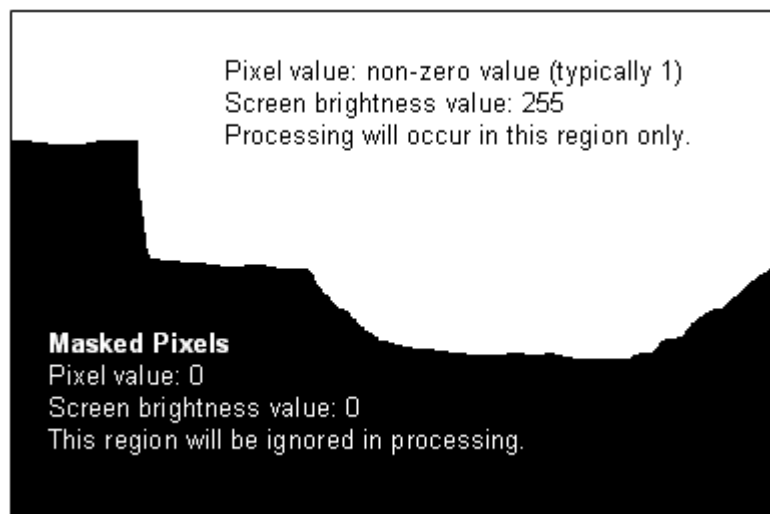 Pixel value: non-zero value (typically 1)
Screen brightness value: 255
Processing will occur in this region only.
Masked Pixels
Pixel value: 0
Screen brightness value: 0
This region will be ignored in processing.